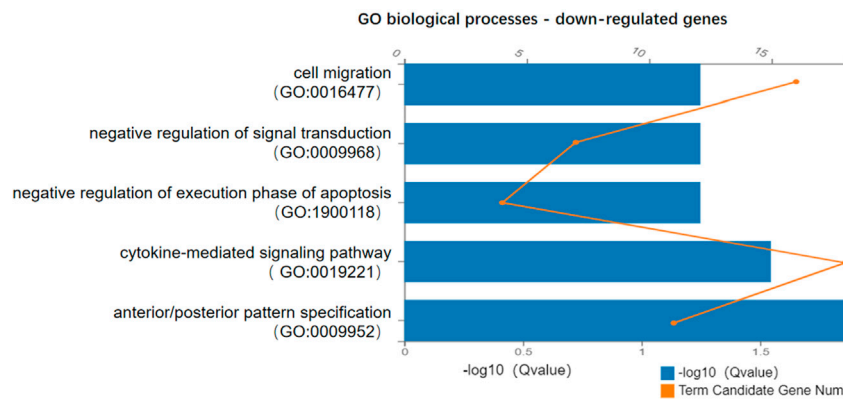 GO biological processes - down-regulated genes
0 5 10 15
cell migration
(GO:0016477)
negative regulation of signal transduction
(GO:0009968)
negative regulation of execution phase of apoptosis
(GO:1900118)
cytokine-mediated signaling pathway
( GO:0019221)
anterior/posterior pattern specification
(GO:0009952)
0 0.5 1 1.5
-log10（Qvalue）
-log10（Qvalue）
Term Candidate Gene Num